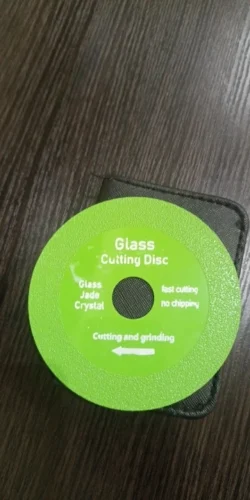 Glass
Cutting Disc
Glass
Jade
Crystal
fast cutting
no chipping
Cutting and grinding